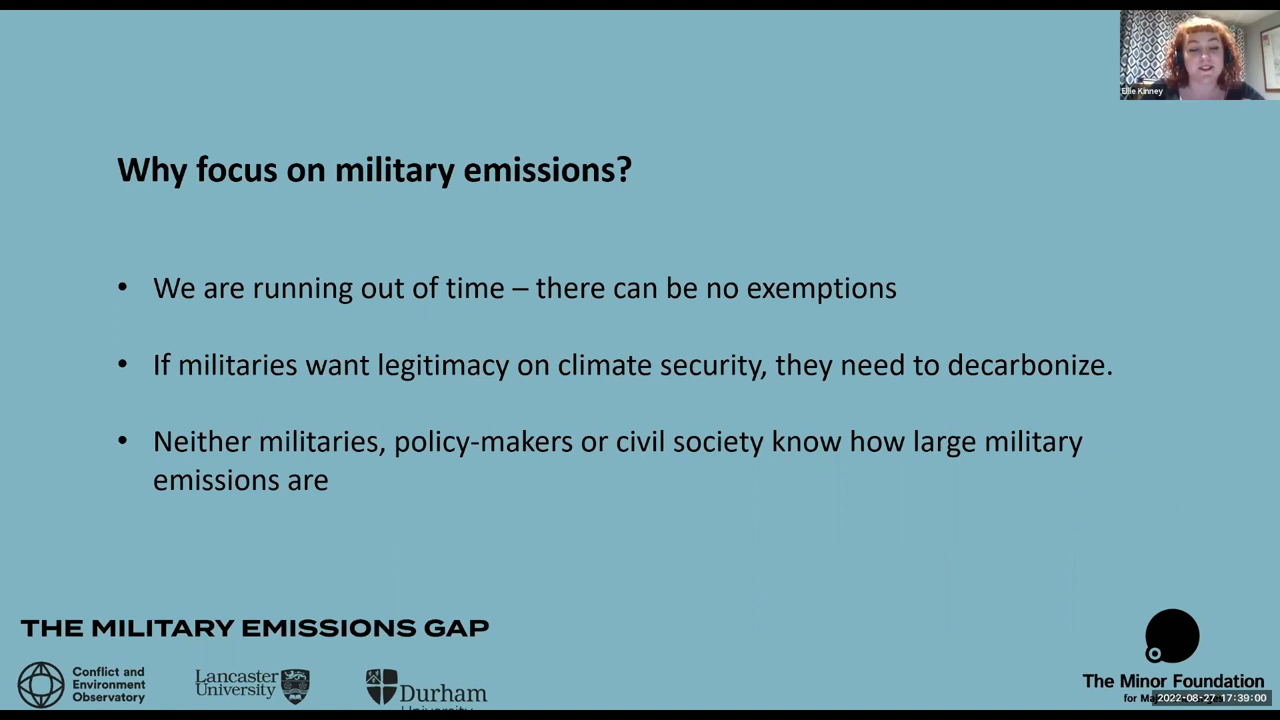 Ellie Kinney
Why focus on military emissions?
• We are running out of time – there can be no exemptions
• If militaries want legitimacy on climate security, they need to decarbonize.
• Neither militaries, policy-makers or civil society know how large military
emissions are
THE MILITARY EMISSIONS GAP
Conflict and
Environment
Observatory
Lancaster
University
Durham
University
The Minor Foundation
for
2022-08-27 17:39:00